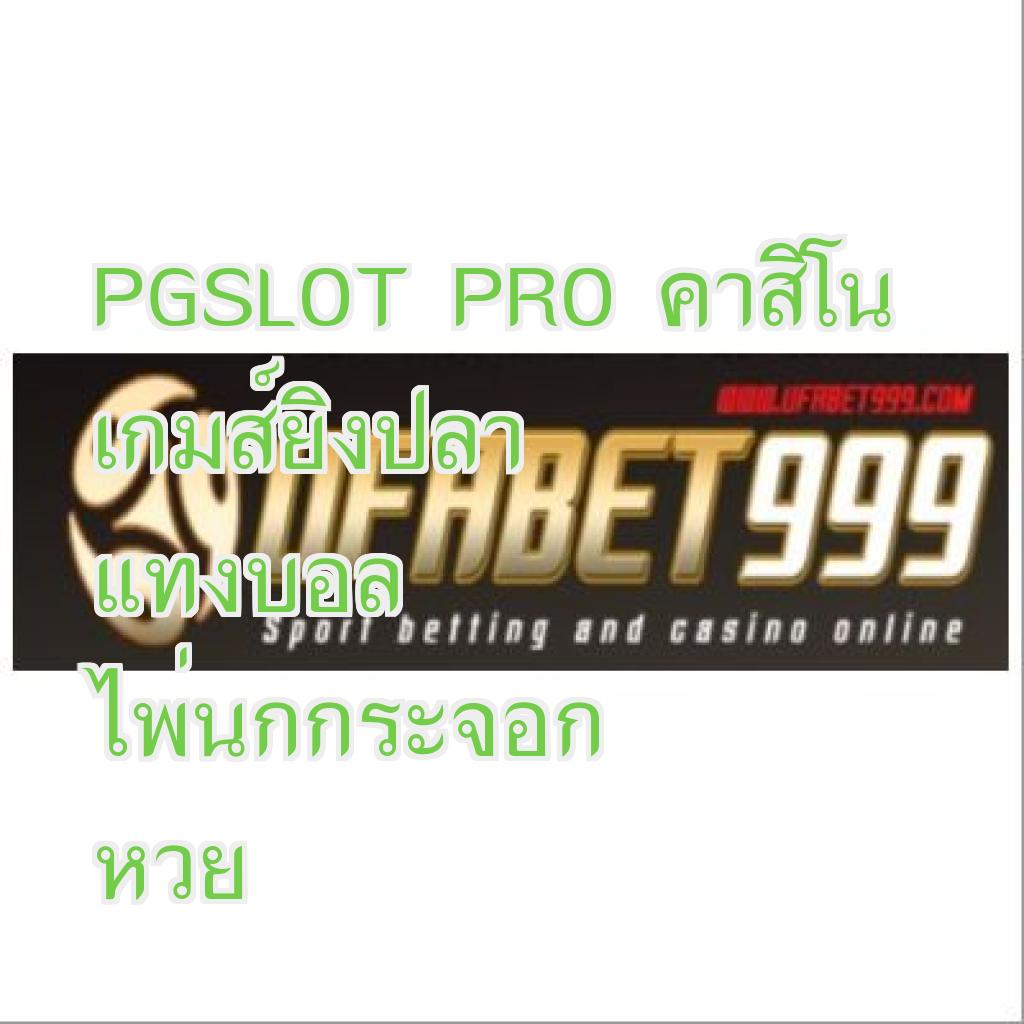 PGSLOT PRO คาสิโน
เกมส์ยิงปลา
WWW.UFABET999.COM
UFABET999
แทงบอล
Sport betting and casino online
ไพ่นกกระจอก
หวย